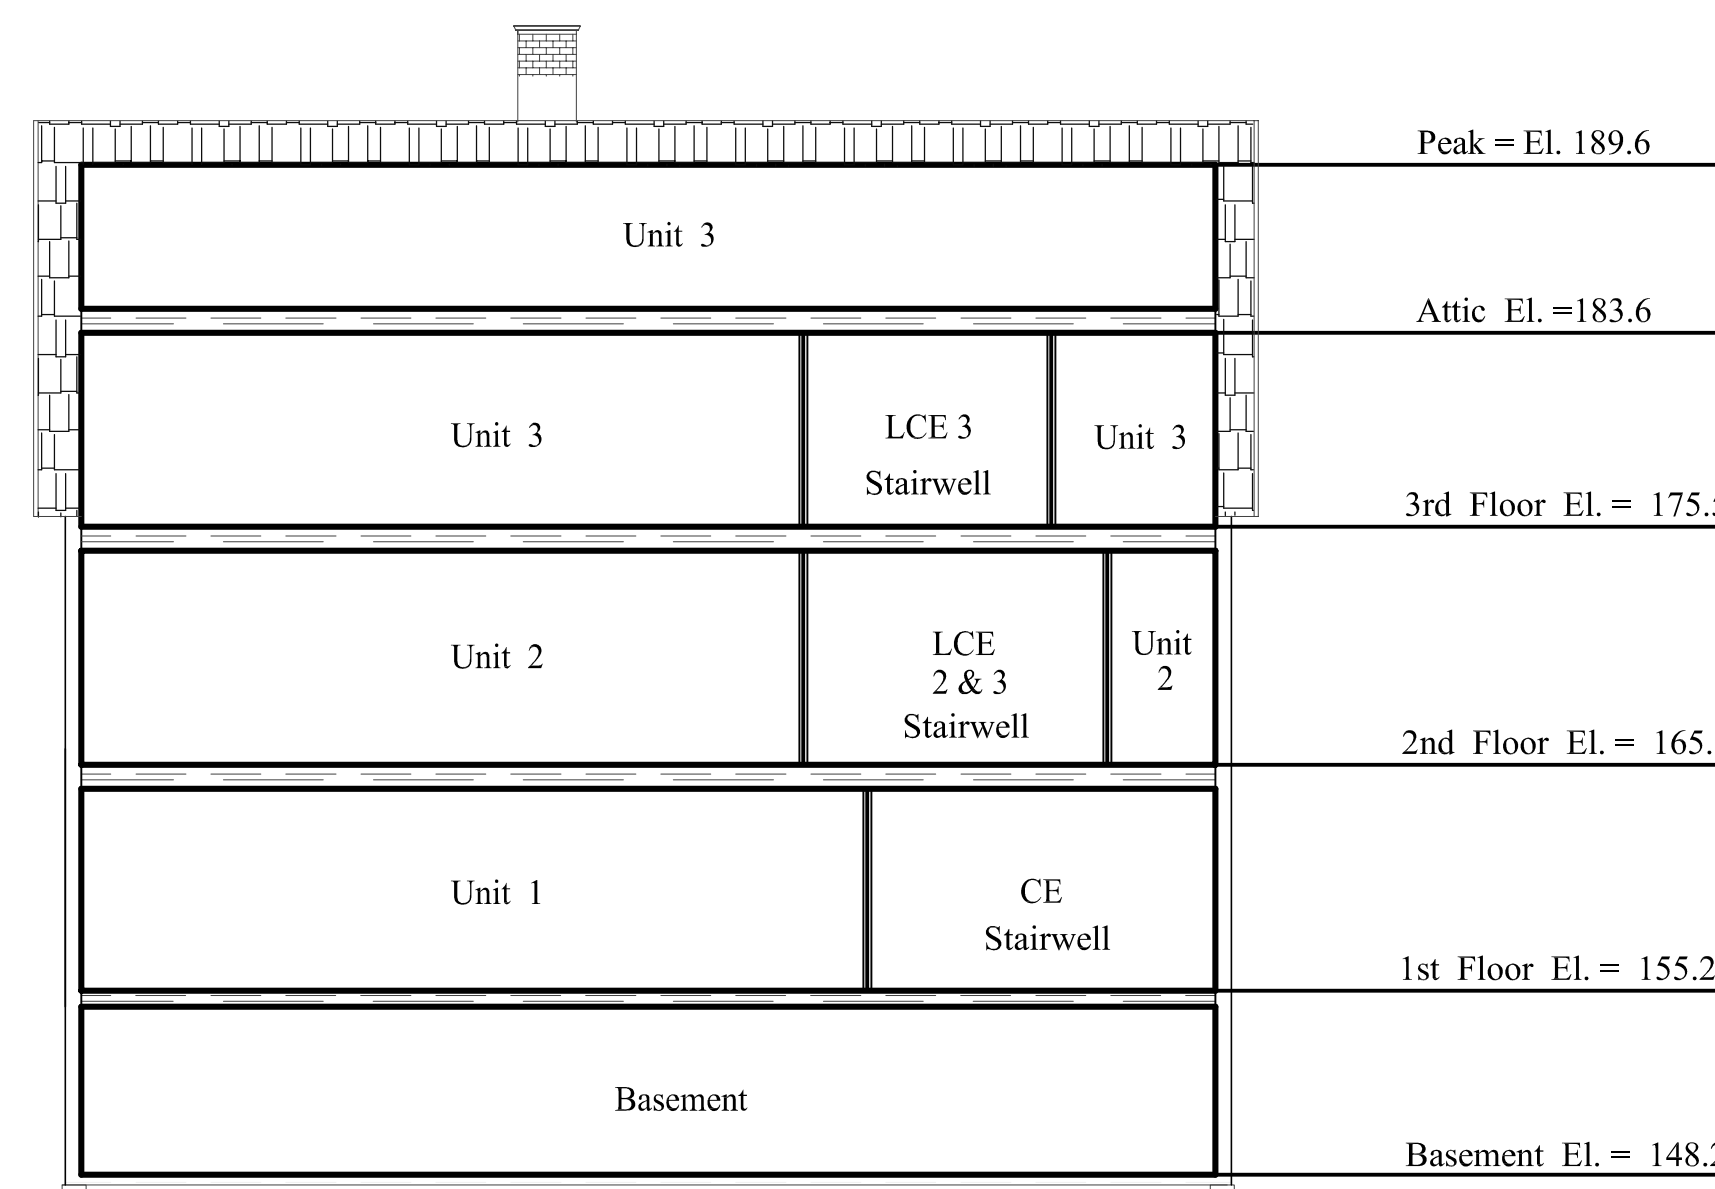 Peak = El. 189.6
Unit 3
Attic El. =183.6
Unit 3
LCE 3
Stairwell
Unit 3
3rd Floor El. = 175.
Unit 2
LCE
2 & 3
Stairwell
Unit
2
2nd Floor El. = 165.
Unit 1
CE
Stairwell
1st Floor El. = 155.2
Basement
Basement El. = 148.2